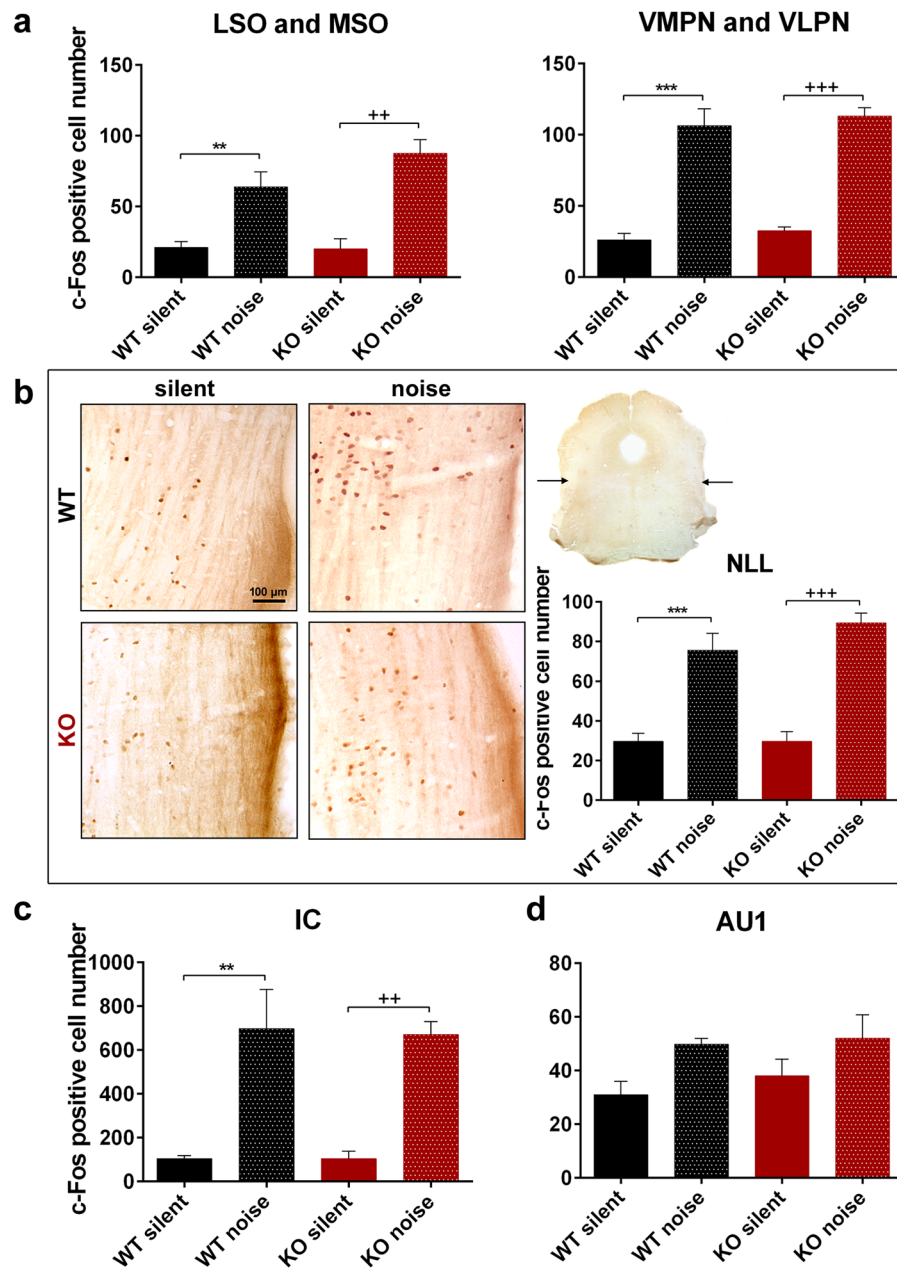 a
LSO and MSO
VMPN and VLPN
c-Fos positive cell number
150
100
50
0
**
++
WT silent
WT noise
KO silent
KO noise
150
100
50
0
***
+++
WT silent
WT noise
KO silent
KO noise
b
silent
noise
WT
KO
100 µm
NLL
c-Fos positive cell number
100
80
60
40
20
0
***
+++
WT silent
WT noise
KO silent
KO noise
c
IC
c-Fos positive cell number
1000
800
600
400
200
0
**
++
WT silent
WT noise
KO silent
KO noise
d
AU1
80
60
40
20
0
WT silent
WT noise
KO silent
KO noise